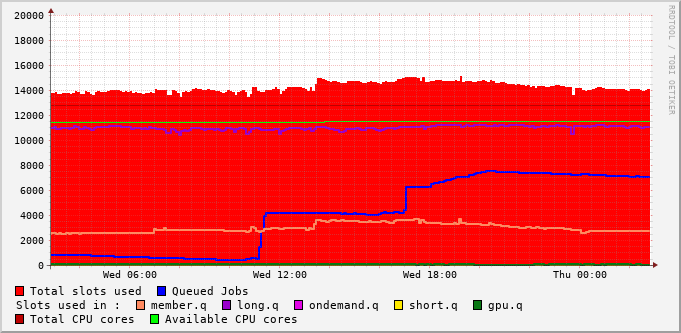 20000
18000
16000
14000
12000
10000
8000
6000
4000
2000
0
Wed 06:00 Wed 12:00 Wed 18:00 Thu 00:00
Total slots used Queued Jobs
Slots used in : member.q long.q ondemand.q short.q gpu.q
Total CPU cores Available CPU cores
RRDTOOL / TOBI OETIKER